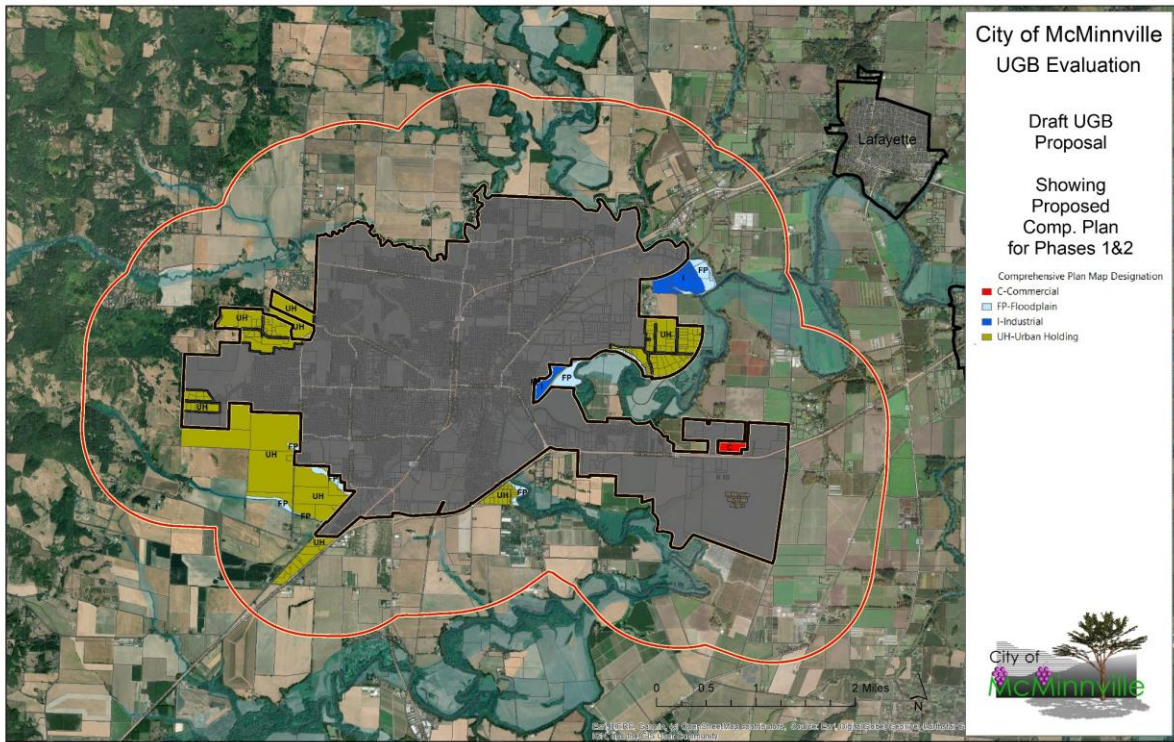 City of McMinnville
UGB Evaluation
Draft UGB
Proposal
Showing
Proposed
Comp. Plan
for Phases 1&2
Comprehensive Plan Map Designation
C-Commercial
FP-Floodplain
I-Industrial
UH-Urban Holding
Lafayette
FP
UH
UH
UH
UH
FP
UH
C
UH
FP
FP
UH
UH
FP
FP
FP
UH
City of
McMinnville
0 0.5 1 2 Miles
N